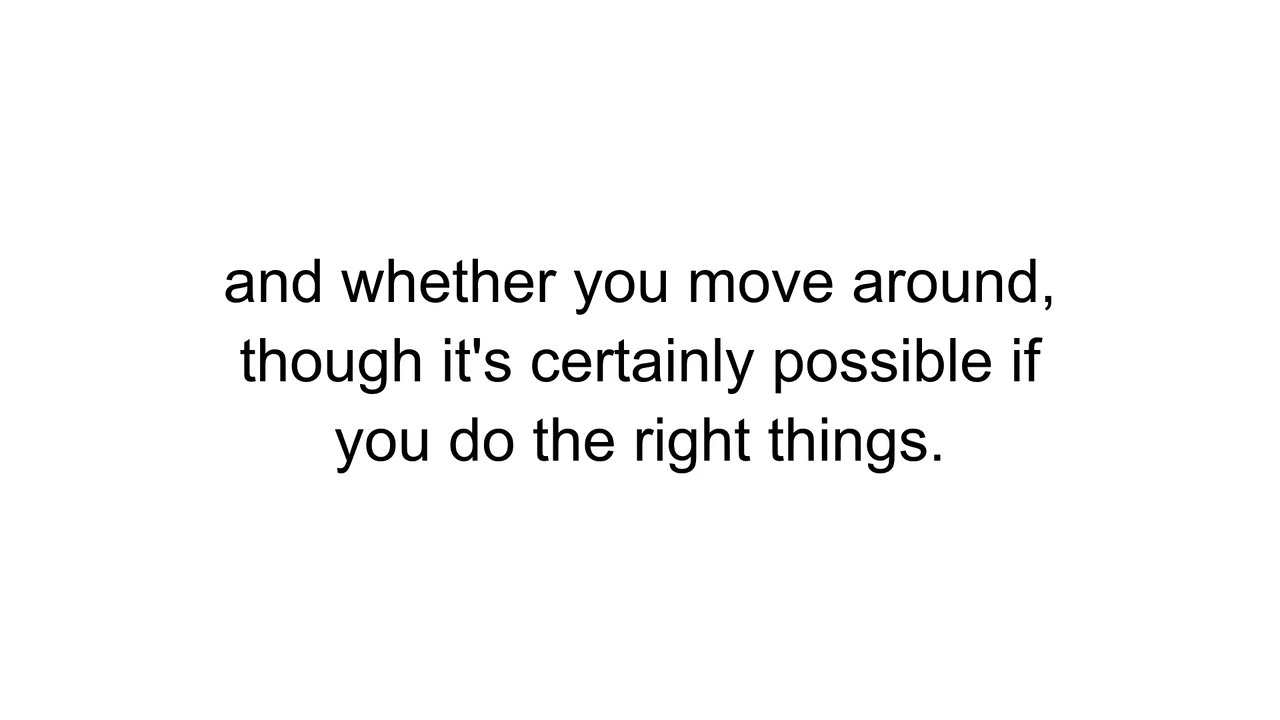 and whether you move around,
though it's certainly possible if
you do the right things.